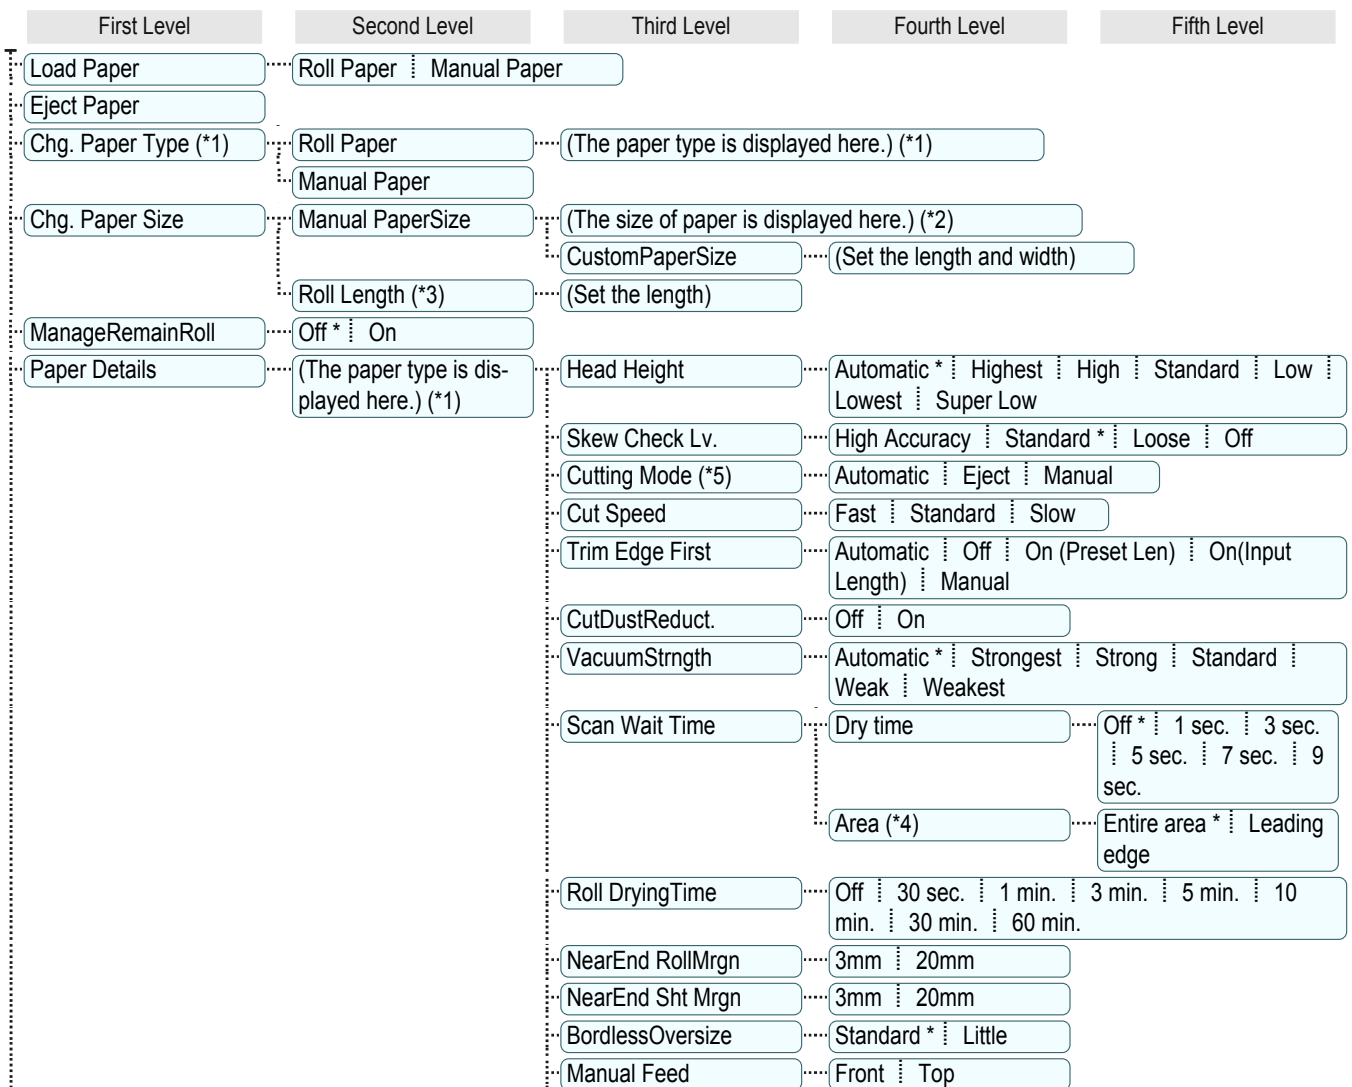 First Level Second Level Third Level Fourth Level Fifth Level
Load Paper Roll Paper Manual Paper
Eject Paper
Chg. Paper Type (*1) Roll Paper (The paper type is displayed here.) (*1)
Manual Paper
Chg. Paper Size Manual PaperSize (The size of paper is displayed here.) (*2)
CustomPaperSize (Set the length and width)
Roll Length (*3) (Set the length)
ManageRemainRoll Off * On
Paper Details (The paper type is dis- Head Height Automatic * Highest High Standard Low
played here.) (*1) Lowest Super Low
Skew Check Lv. High Accuracy Standard * Loose Off
Cutting Mode (*5) Automatic Eject Manual
Cut Speed Fast Standard Slow
Trim Edge First Automatic Off On (Preset Len) On(Input
Length) Manual
CutDustReduct. Off On
VacuumStrngth Automatic * Strongest Strong Standard
Weak Weakest
Scan Wait Time Dry time Off * 1 sec. 3 sec.
5 sec. 7 sec. 9
sec.
Area (*4) Entire area * Leading
edge
Roll DryingTime Off 30 sec. 1 min. 3 min. 5 min. 10
min. 30 min. 60 min.
NearEnd RollMrgn 3mm 20mm
NearEnd Sht Mrgn 3mm 20mm
BordlessOversize Standard * Little
Manual Feed Front Top